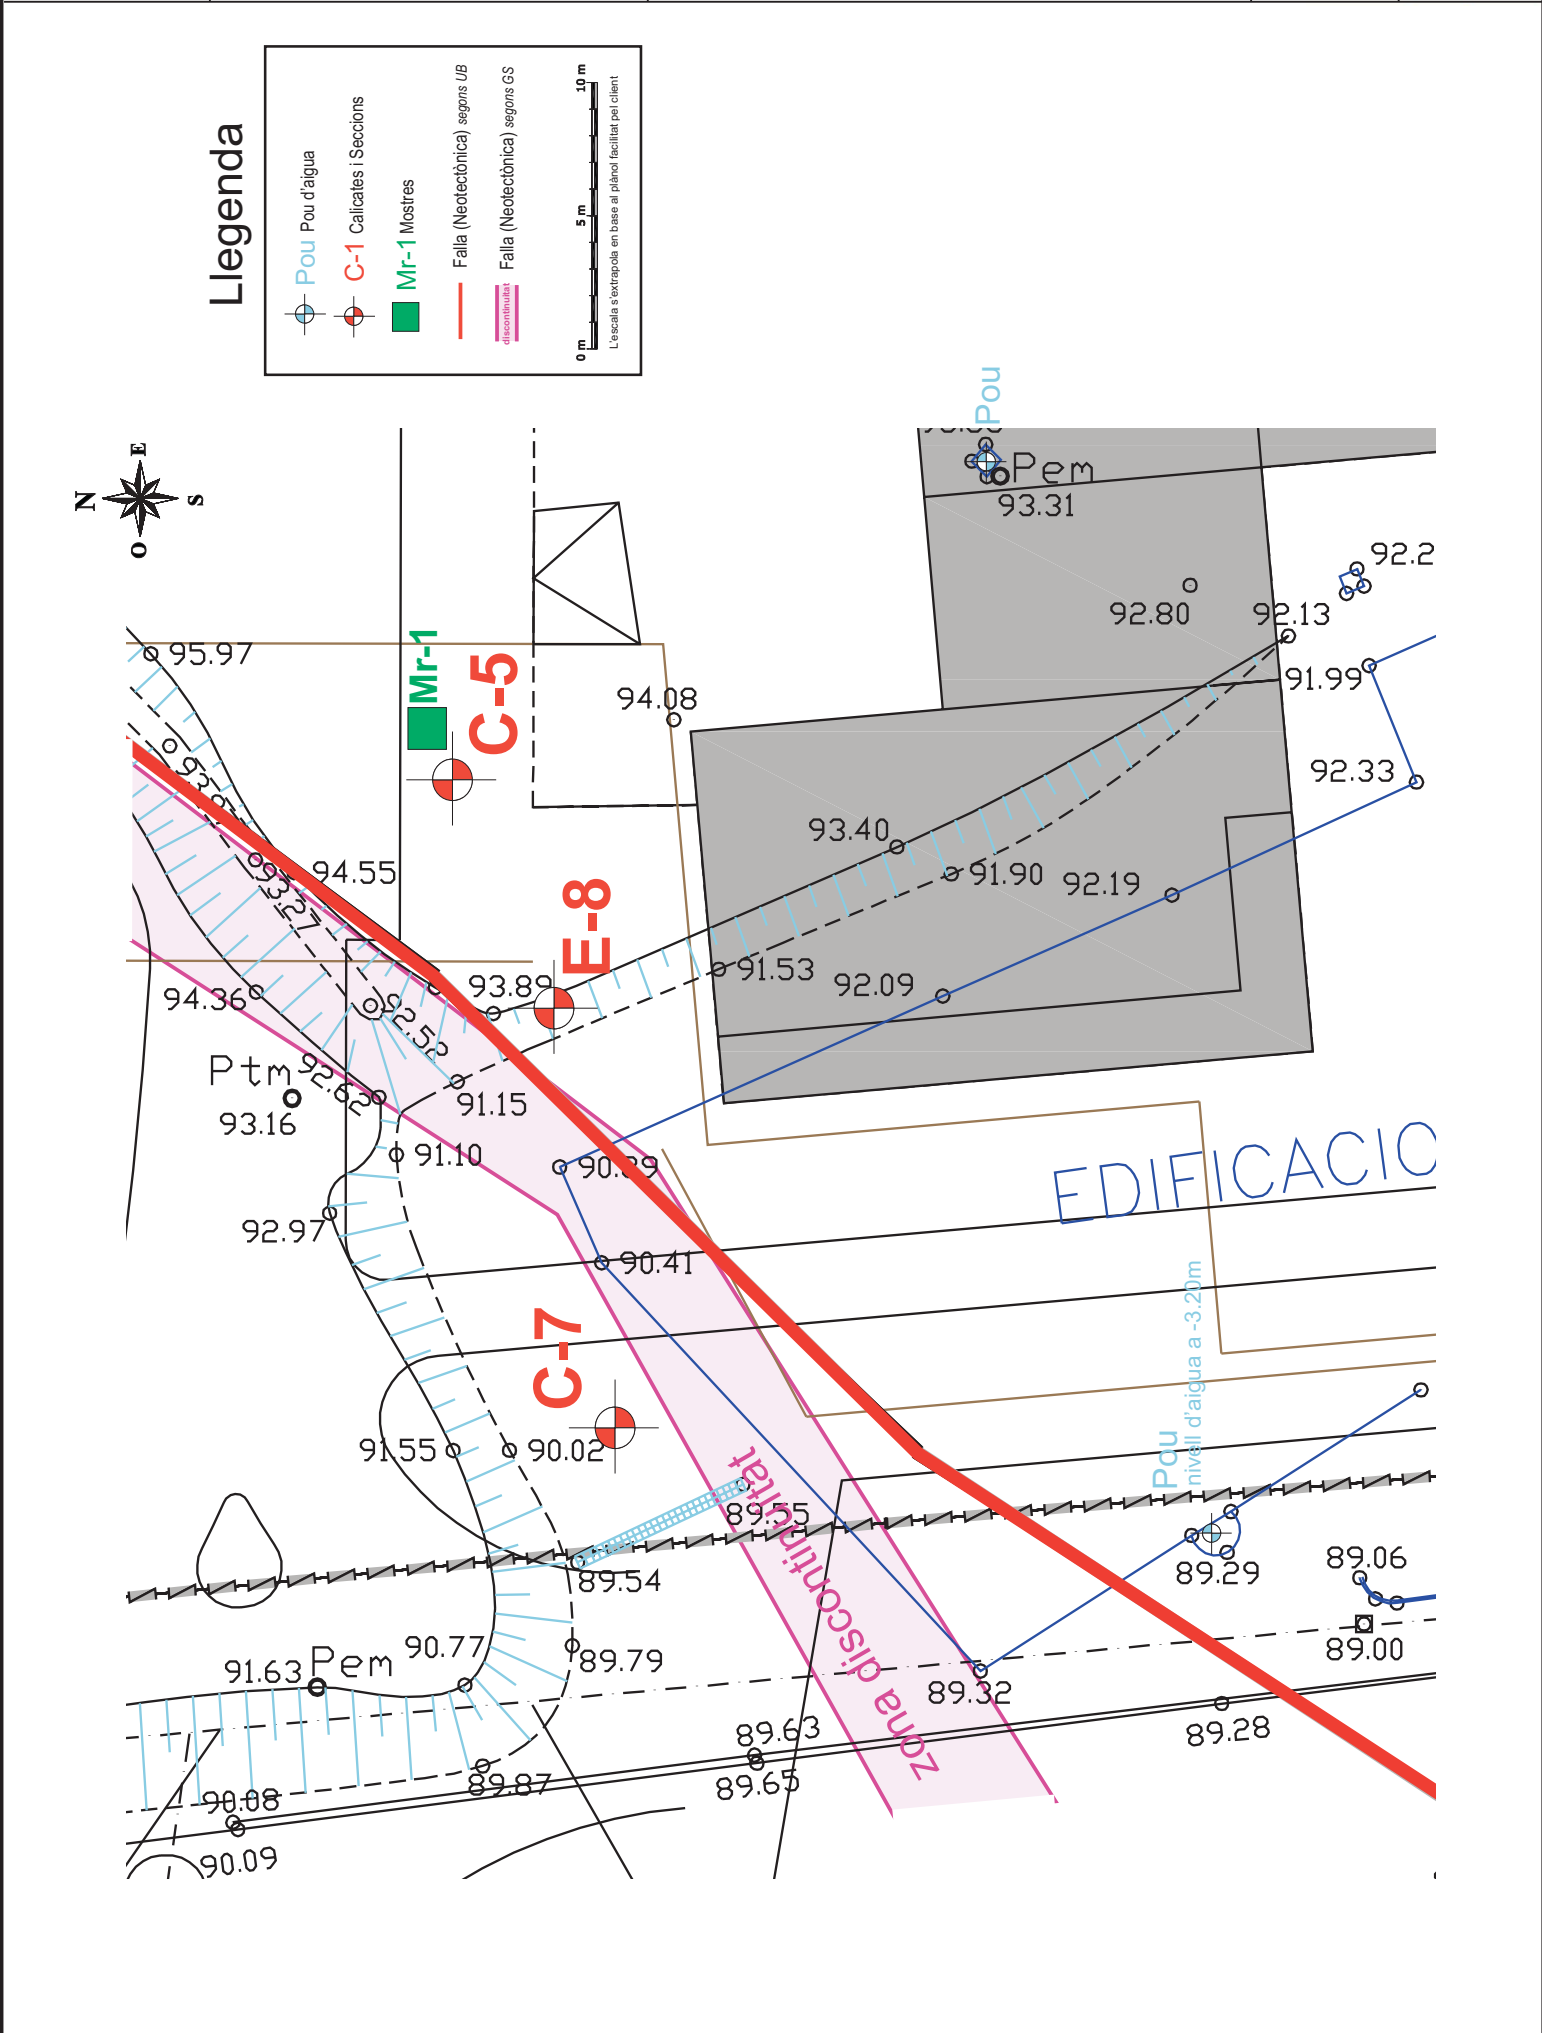 Llegenda
Pou Pou d'aigua
C-1 Calicates i Seccions
Mr-1 Mostres
Falla (Neotectònica) segons UB
discontinuïtat Falla (Neotectònica) segons GS
0 m 5 m 10 m
L'escala s'extrapola en base al plànol facilitat pel client
N
E
S
O
Pou
Pem
93.31
92.2
92.80
92.13
91.99
92.33
95.97
Mr-1
C-5
94.08
94.55
93.27
93.40
91.90
92.19
E-8
91.53
92.09
94.36
93.89
92.52
Ptm
92.62
93.16
91.15
91.10
90.89
92.97
90.41
EDIFICACIO
C-7
91.55
90.02
Pou
nivell d'aigua a -3.20m
89.55
89.54
89.29
89.06
89.00
zona discontinuïtat
90.77
89.79
91.63
Pem
89.32
89.63
89.65
89.28
89.87
90.08
90.09